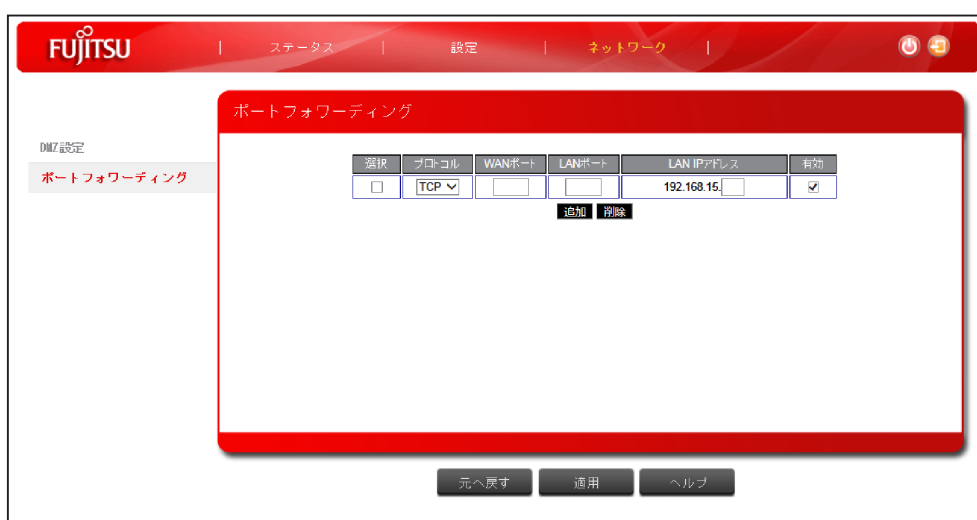 FUJITSU
ステータス 設定 ネットワーク
ポートフォワーディング
DMZ設定
ポートフォワーディング
選択 プロトコル WANポート LANポート LAN IPアドレス 有効
TCP 192.168.15.
追加 削除
元へ戻す 適用 ヘルプ